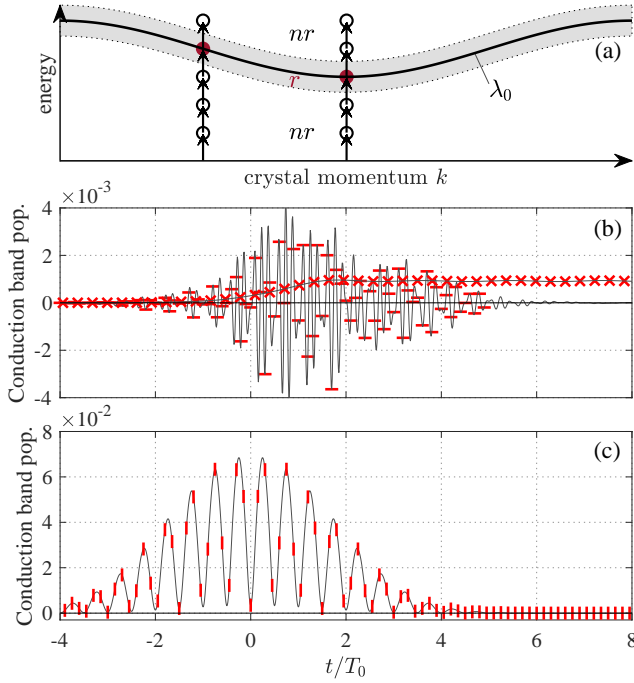 energy
nr
(a)
r
λ₀
nr
crystal momentum k
×10⁻³
Conduction band pop.
4
(b)
2
0
-2
-4
×10⁻²
Conduction band pop.
8
(c)
6
4
2
0
-4 -2 0 2 4 6 8
t/T₀